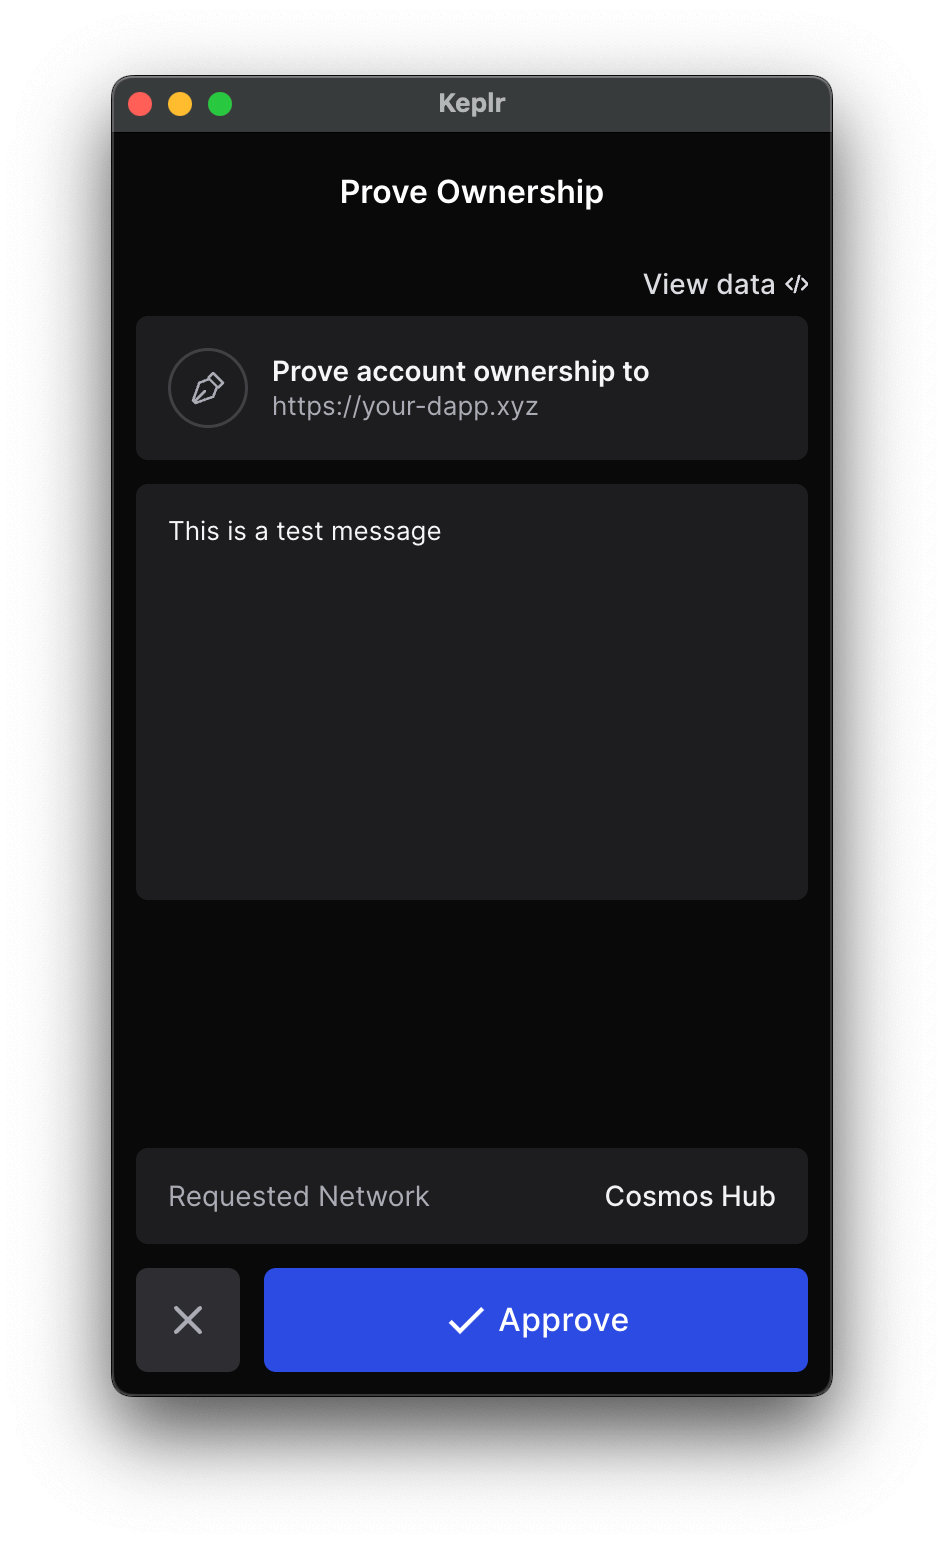 Keplr
Prove Ownership
View data </>
Prove account ownership to
https://your-dapp.xyz
This is a test message
Requested Network
Cosmos Hub
Approve